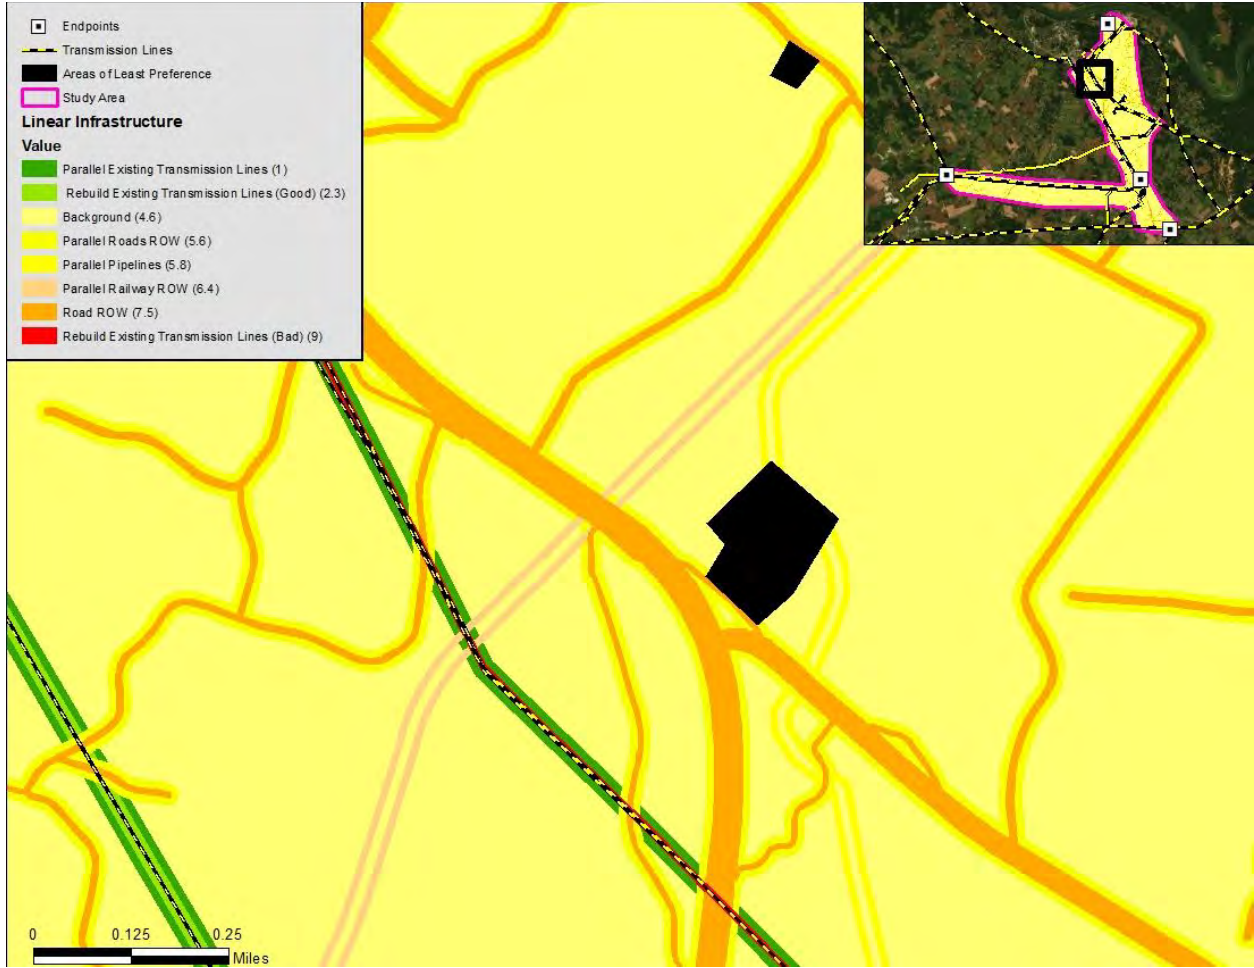 Endpoints
Transmission Lines
Areas of Least Preference
Study Area
Linear Infrastructure
Value
Parallel Existing Transmission Lines (1)
Rebuild Existing Transmission Lines (Good) (2.3)
Background (4.6)
Parallel Roads ROW (5.6)
Parallel Pipelines (5.8)
Parallel Railway ROW (6.4)
Road ROW (7.5)
Rebuild Existing Transmission Lines (Bad) (9)
0 0.125 0.25
Miles